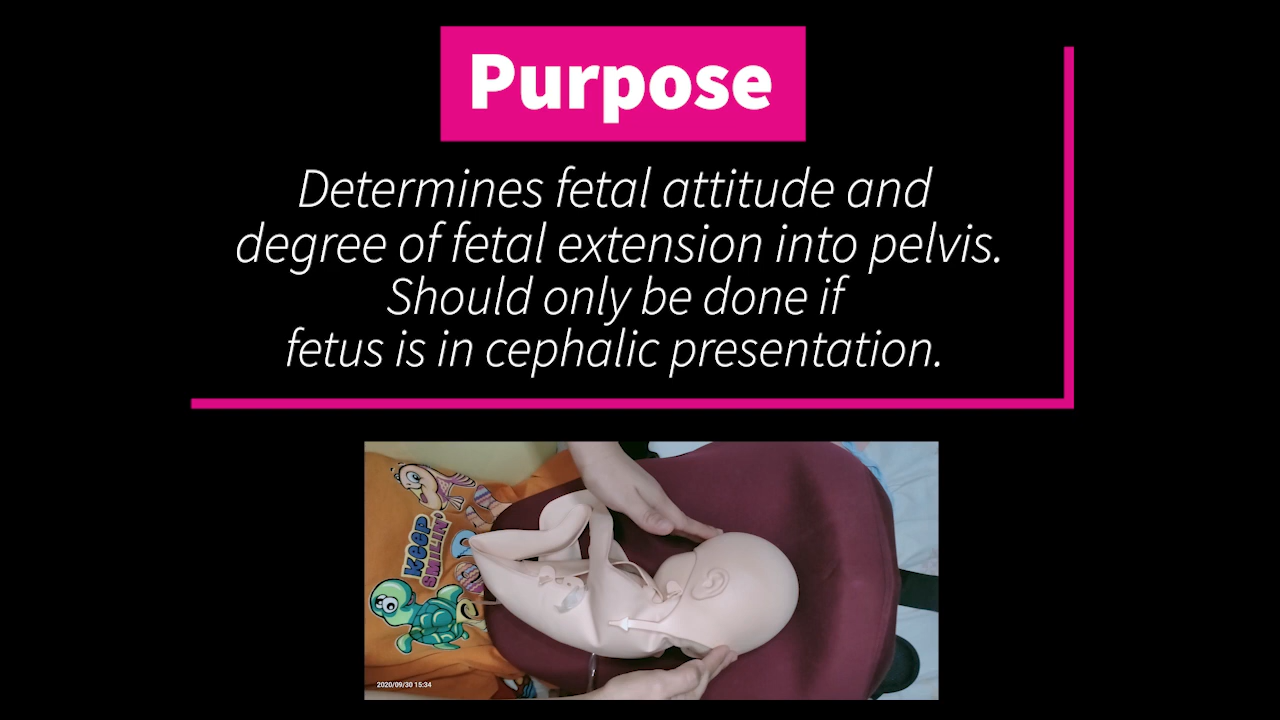 Purpose
Determines fetal attitude and
degree of fetal extension into pelvis.
Should only be done if
fetus is in cephalic presentation.
KEEP
SMILIN'
2020/09/30 15:34